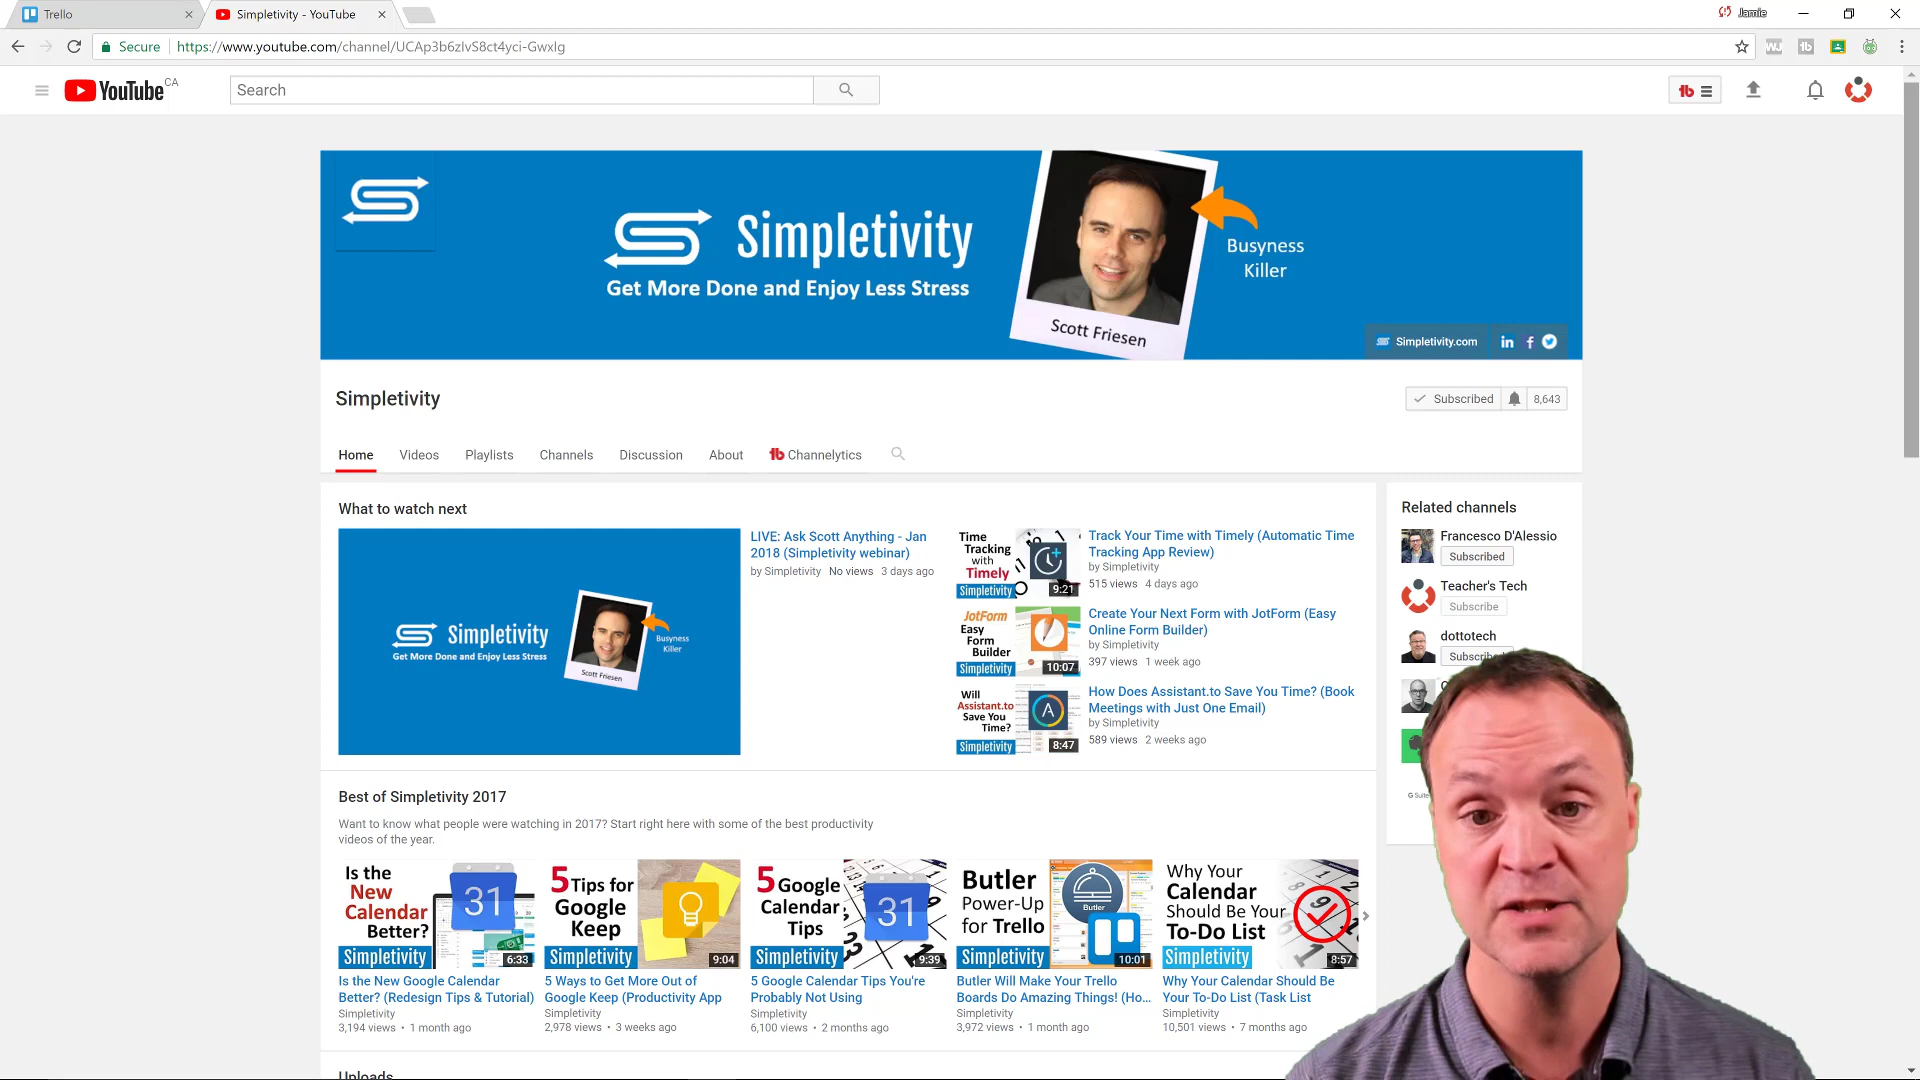 Trello
Simpletivity - YouTube
Jamie
Secure
https://www.youtube.com/channel/UCAp3b6zlvS8ct4yci-GwxIg
YouTube CA
Search
Simpletivity
Get More Done and Enjoy Less Stress
Scott Friesen
Busyness
Killer
Simpletivity.com
Simpletivity
Subscribed
8,643
Home
Videos
Playlists
Channels
Discussion
About
Channelytics
What to watch next
Simpletivity
Get More Done and Enjoy Less Stress
Scott Friesen
Busyness
Killer
LIVE: Ask Scott Anything - Jan
2018 (Simpletivity webinar)
by Simpletivity No views 3 days ago
Time
Tracking
with
Timely
Simpletivity
9:21
Track Your Time with Timely (Automatic Time
Tracking App Review)
by Simpletivity
515 views 4 days ago
JotForm
Easy
Form
Builder
Simpletivity
10:07
Create Your Next Form with JotForm (Easy
Online Form Builder)
by Simpletivity
397 views 1 week ago
Will
Assistant.to
Save You
Time?
Simpletivity
A
8:47
How Does Assistant.to Save You Time? (Book
Meetings with Just One Email)
by Simpletivity
589 views 2 weeks ago
Related channels
Francesco D'Alessio
Subscribed
Teacher's Tech
Subscribe
dottotech
G Suite
Best of Simpletivity 2017
Want to know what people were watching in 2017? Start right here with some of the best productivity
videos of the year.
Is the
New
Calendar
Better?
Simpletivity
31
6:33
Is the New Google Calendar
Better? (Redesign Tips & Tutorial)
Simpletivity
3,194 views • 1 month ago
5 Tips for
Google
Keep
Simpletivity
9:04
5 Ways to Get More Out of
Google Keep (Productivity App
Simpletivity
2,978 views • 3 weeks ago
5 Google
Calendar
Tips
Simpletivity
31
9:39
5 Google Calendar Tips You're
Probably Not Using
Simpletivity
6,100 views • 2 months ago
Butler
Power-Up
for Trello
Simpletivity
Butler
10:01
Butler Will Make Your Trello
Boards Do Amazing Things! (Ho...
Simpletivity
3,972 views • 1 month ago
Why Your
Calendar
Should Be Your
To-Do List
Simpletivity
8:57
Why Your Calendar Should Be
Your To-Do List (Task List
Simpletivity
10,501 views • 7 months ago
Uploads